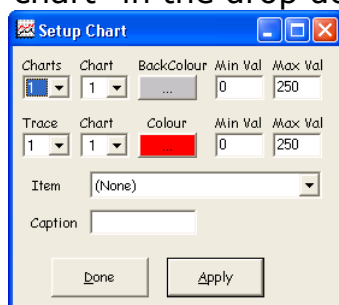 chart" in the drop do
Setup Chart
Charts Chart BackColour Min Val Max Val
1 1 ... 0 250
Trace Chart Colour Min Val Max Val
1 1 ... 0 250
Item (None)
Caption
Done Apply